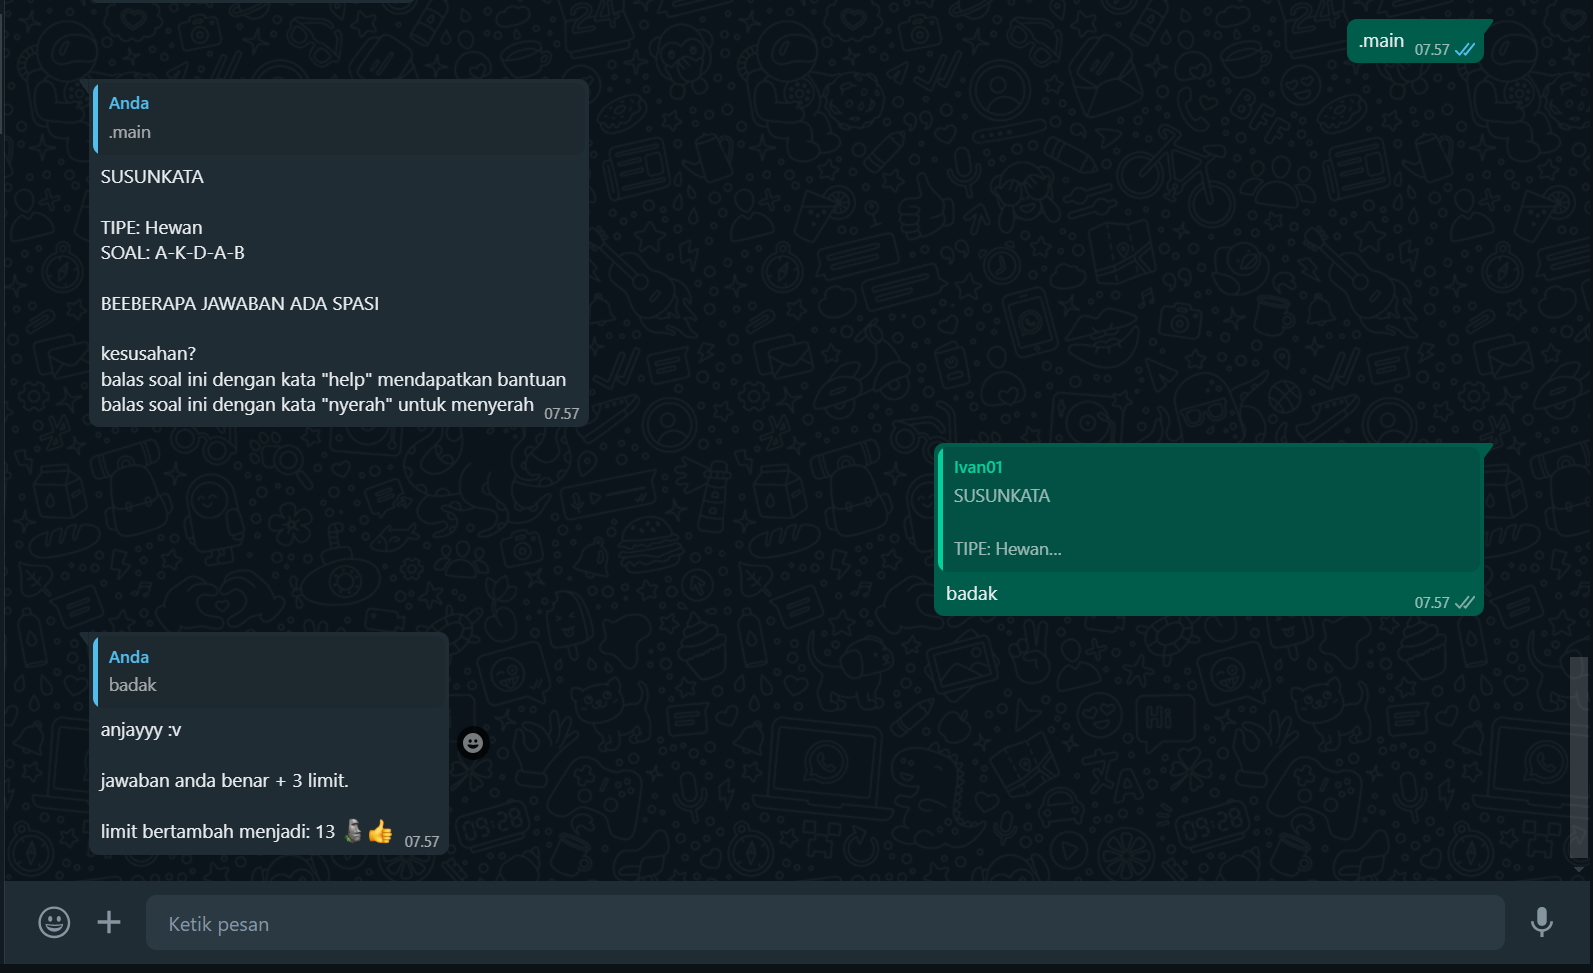 .main
07.57
Anda
.main
SUSUNKATA
TIPE: Hewan
SOAL: A-K-D-A-B
BEEBERAPA JAWABAN ADA SPASI
kesusahan?
balas soal ini dengan kata "help" mendapatkan bantuan
balas soal ini dengan kata "nyerah" untuk menyerah
07.57
Ivan01
SUSUNKATA
TIPE: Hewan...
badak
07.57
Anda
badak
anjayyy :v
jawaban anda benar + 3 limit.
limit bertambah menjadi: 13 🗿👍
07.57
Ketik pesan